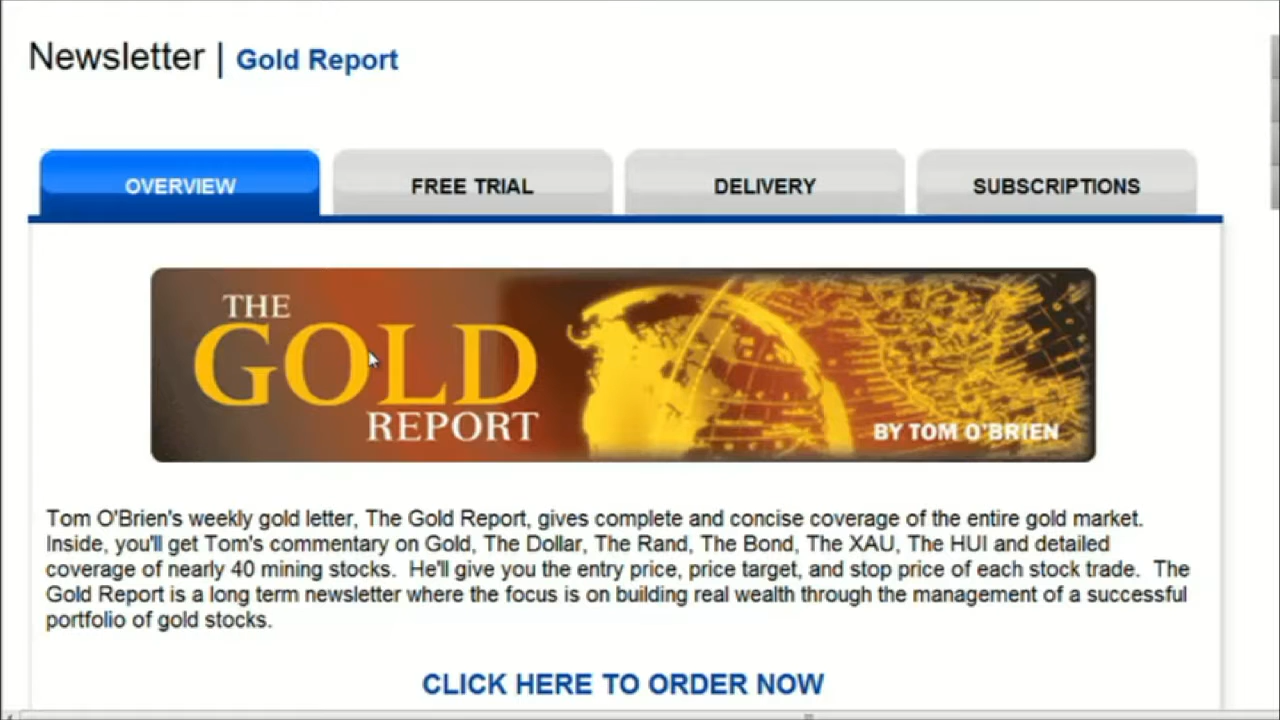 Newsletter | Gold Report
OVERVIEW FREE TRIAL DELIVERY SUBSCRIPTIONS
THE
GOLD
REPORT
BY TOM O'BRIEN
Tom O'Brien's weekly gold letter, The Gold Report, gives complete and concise coverage of the entire gold market.
Inside, you'll get Tom's commentary on Gold, The Dollar, The Rand, The Bond, The XAU, The HUI and detailed
coverage of nearly 40 mining stocks. He'll give you the entry price, price target, and stop price of each stock trade. The
Gold Report is a long term newsletter where the focus is on building real wealth through the management of a successful
portfolio of gold stocks.
CLICK HERE TO ORDER NOW